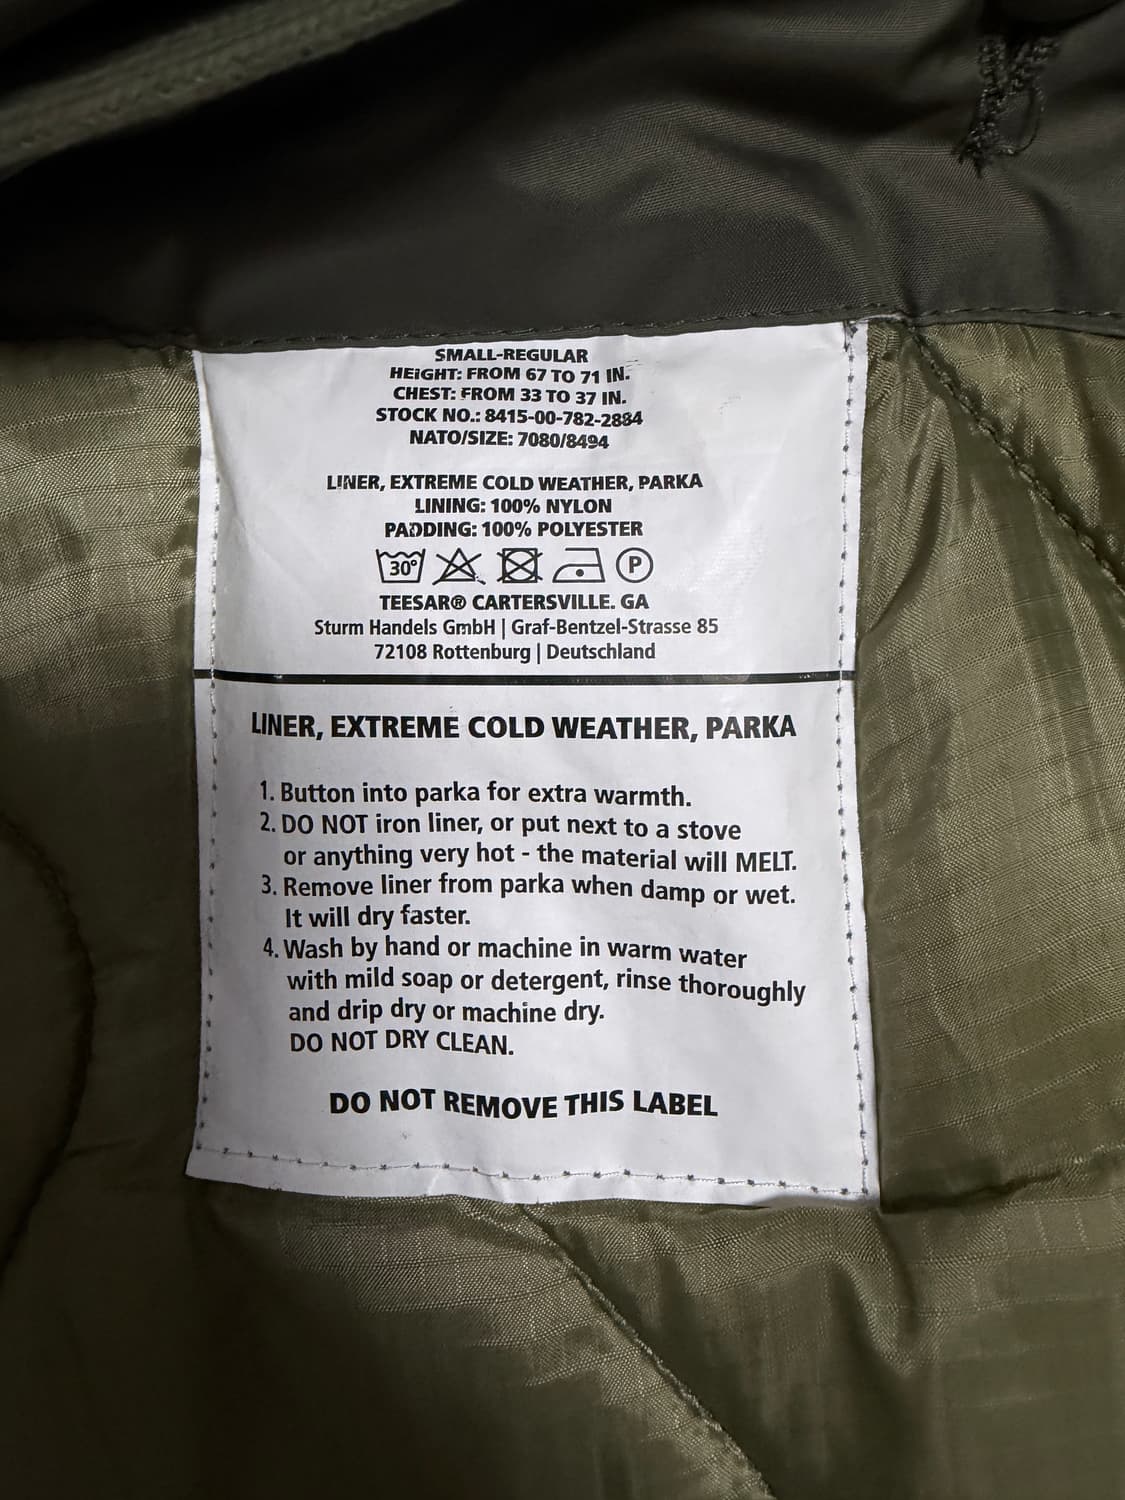 SMALL-REGULAR
HEIGHT: FROM 67 TO 71 IN.
CHEST: FROM 33 TO 37 IN.
STOCK NO.: 8415-00-782-2884
NATO/SIZE: 7080/8494
LINER, EXTREME COLD WEATHER, PARKA
LINING: 100% NYLON
PADDING: 100% POLYESTER
30° P
TEESAR® CARTERSVILLE. GA
Sturm Handels GmbH | Graf-Bentzel-Strasse 85
72108 Rottenburg | Deutschland
LINER, EXTREME COLD WEATHER, PARKA
1. Button into parka for extra warmth.
2. DO NOT iron liner, or put next to a stove
or anything very hot - the material will MELT.
3. Remove liner from parka when damp or wet.
It will dry faster.
4. Wash by hand or machine in warm water
with mild soap or detergent, rinse thoroughly
and drip dry or machine dry.
DO NOT DRY CLEAN.
DO NOT REMOVE THIS LABEL